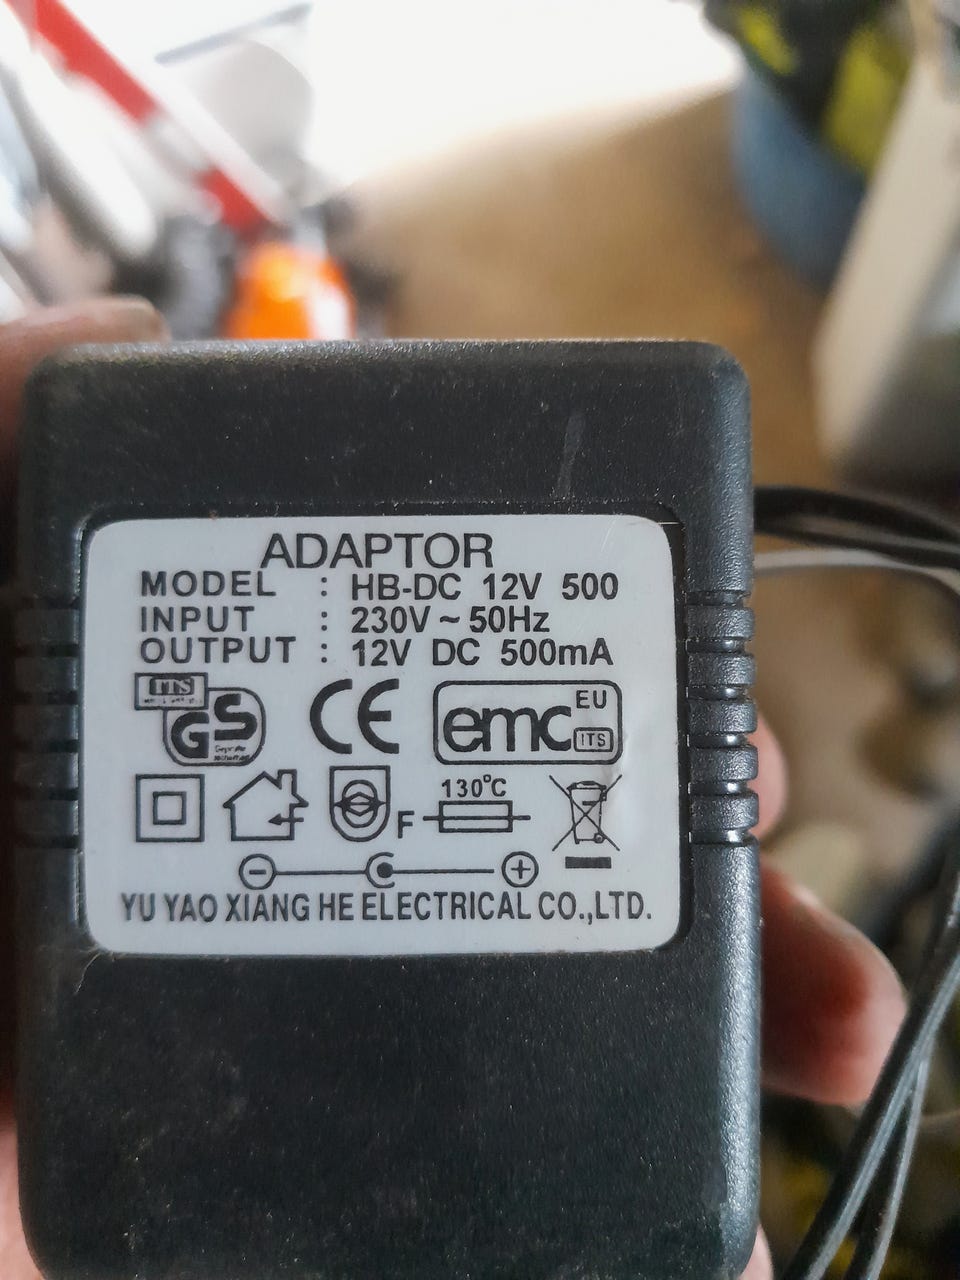 ADAPTOR
MODEL : HB-DC 12V 500
INPUT : 230V ~ 50Hz
OUTPUT : 12V DC 500mA
ITS
GS
CE
emc EU ITS
130°C
F
YU YAO XIANG HE ELECTRICAL CO.,LTD.